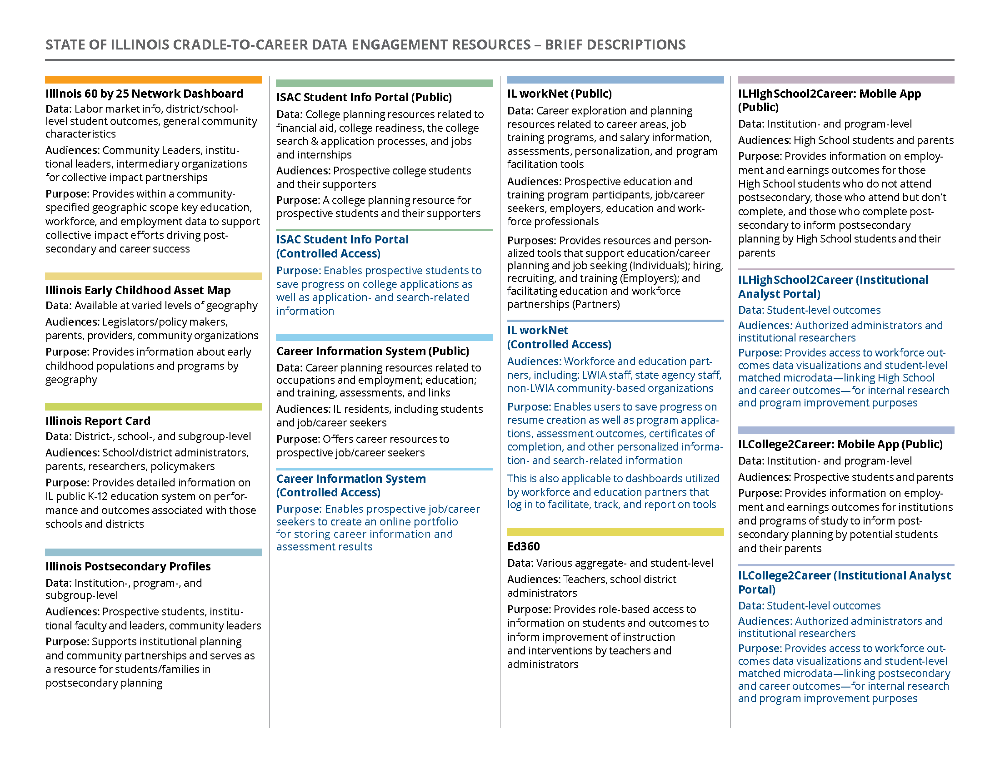 STATE OF ILLINOIS CRADLE-TO-CAREER DATA ENGAGEMENT RESOURCES – BRIEF DESCRIPTIONS
Illinois 60 by 25 Network Dashboard
Data: Labor market info, district/school-
level student outcomes, general community
characteristics
Audiences: Community Leaders, institu-
tional leaders, intermediary organizations
for collective impact partnerships
Purpose: Provides within a community-
specified geographic scope key education,
workforce, and employment data to support
collective impact efforts driving post-
secondary and career success
Illinois Early Childhood Asset Map
Data: Available at varied levels of geography
Audiences: Legislators/policy makers,
parents, providers, community organizations
Purpose: Provides information about early
childhood populations and programs by
geography
Illinois Report Card
Data: District-, school-, and subgroup-level
Audiences: School/district administrators,
parents, researchers, policymakers
Purpose: Provides detailed information on
IL public K-12 education system on perfor-
mance and outcomes associated with those
schools and districts
Illinois Postsecondary Profiles
Data: Institution-, program-, and
subgroup-level
Audiences: Prospective students, institu-
tional faculty and leaders, community leaders
Purpose: Supports institutional planning
and community partnerships and serves as
a resource for students/families in
postsecondary planning
ISAC Student Info Portal (Public)
Data: College planning resources related to
financial aid, college readiness, the college
search & application processes, and jobs
and internships
Audiences: Prospective college students
and their supporters
Purpose: A college planning resource for
prospective students and their supporters
ISAC Student Info Portal
(Controlled Access)
Purpose: Enables prospective students to
save progress on college applications as
well as application- and search-related
information
Career Information System (Public)
Data: Career planning resources related to
occupations and employment; education;
and training, assessments, and links
Audiences: IL residents, including students
and job/career seekers
Purpose: Offers career resources to
prospective job/career seekers
Career Information System
(Controlled Access)
Purpose: Enables prospective job/career
seekers to create an online portfolio
for storing career information and
assessment results
IL workNet (Public)
Data: Career exploration and planning
resources related to career areas, job
training programs, and salary information,
assessments, personalization, and program
facilitation tools
Audiences: Prospective education and
training program participants, job/career
seekers, employers, education and work-
force professionals
Purposes: Provides resources and person-
alized tools that support education/career
planning and job seeking (Individuals); hiring,
recruiting, and training (Employers); and
facilitating education and workforce
partnerships (Partners)
IL workNet
(Controlled Access)
Audiences: Workforce and education part-
ners, including: LWIA staff, state agency staff,
non-LWIA community-based organizations
Purpose: Enables users to save progress on
resume creation as well as program applica-
tions, assessment outcomes, certificates of
completion, and other personalized informa-
tion- and search-related information
This is also applicable to dashboards utilized
by workforce and education partners that
log in to facilitate, track, and report on tools
Ed360
Data: Various aggregate- and student-level
Audiences: Teachers, school district
administrators
Purpose: Provides role-based access to
information on students and outcomes to
inform improvement of instruction
and interventions by teachers and
administrators
ILHighSchool2Career: Mobile App
(Public)
Data: Institution- and program-level
Audiences: High School students and parents
Purpose: Provides information on employ-
ment and earnings outcomes for those
High School students who do not attend
postsecondary, those who attend but don’t
complete, and those who complete post-
secondary to inform postsecondary
planning by High School students and their
parents
ILHighSchool2Career (Institutional
Analyst Portal)
Data: Student-level outcomes
Audiences: Authorized administrators and
institutional researchers
Purpose: Provides access to workforce out-
comes data visualizations and student-level
matched microdata—linking High School
and career outcomes—for internal research
and program improvement purposes
ILCollege2Career: Mobile App (Public)
Data: Institution- and program-level
Audiences: Prospective students and parents
Purpose: Provides information on employ-
ment and earnings outcomes for institutions
and programs of study to inform post-
secondary planning by potential students
and their parents
ILCollege2Career (Institutional Analyst
Portal)
Data: Student-level outcomes
Audiences: Authorized administrators and
institutional researchers
Purpose: Provides access to workforce out-
comes data visualizations and student-level
matched microdata—linking postsecondary
and career outcomes—for internal research
and program improvement purposes